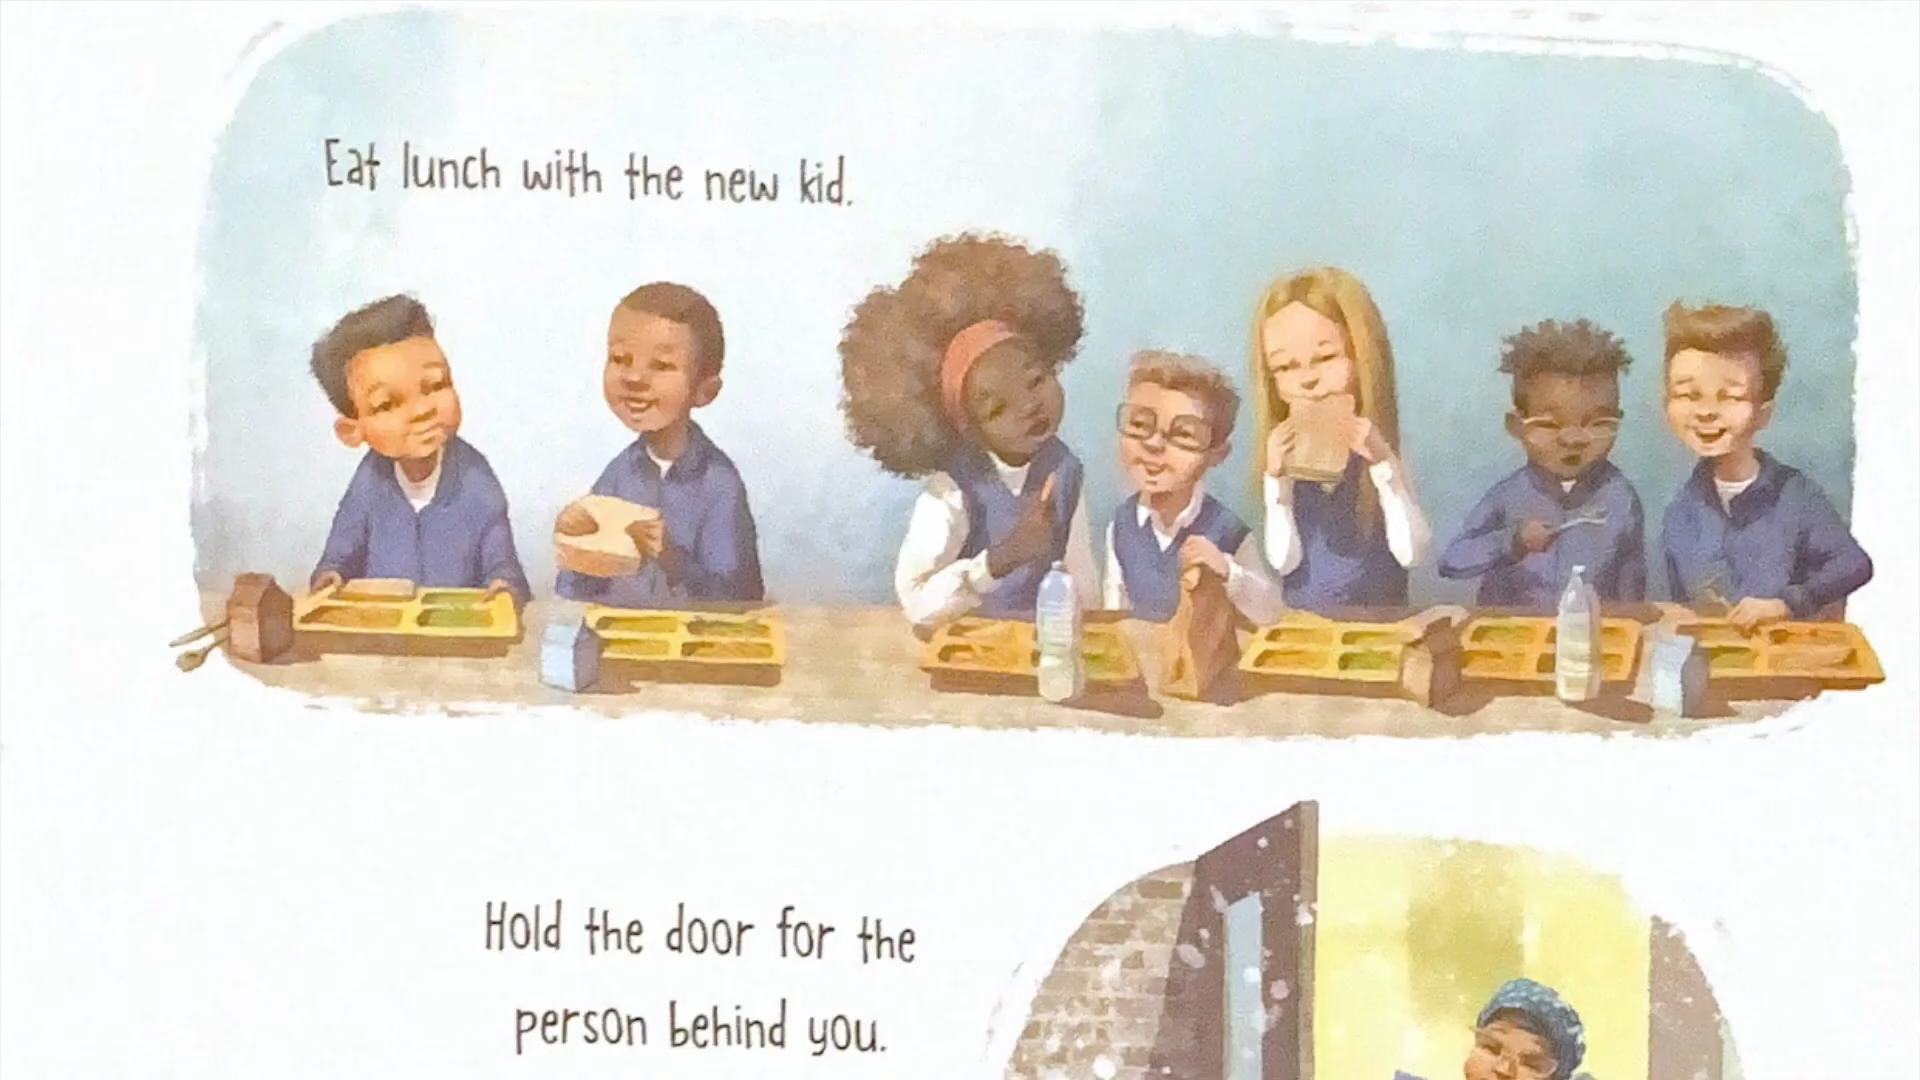 Eat lunch with the new kid.
Hold the door for the
person behind you.